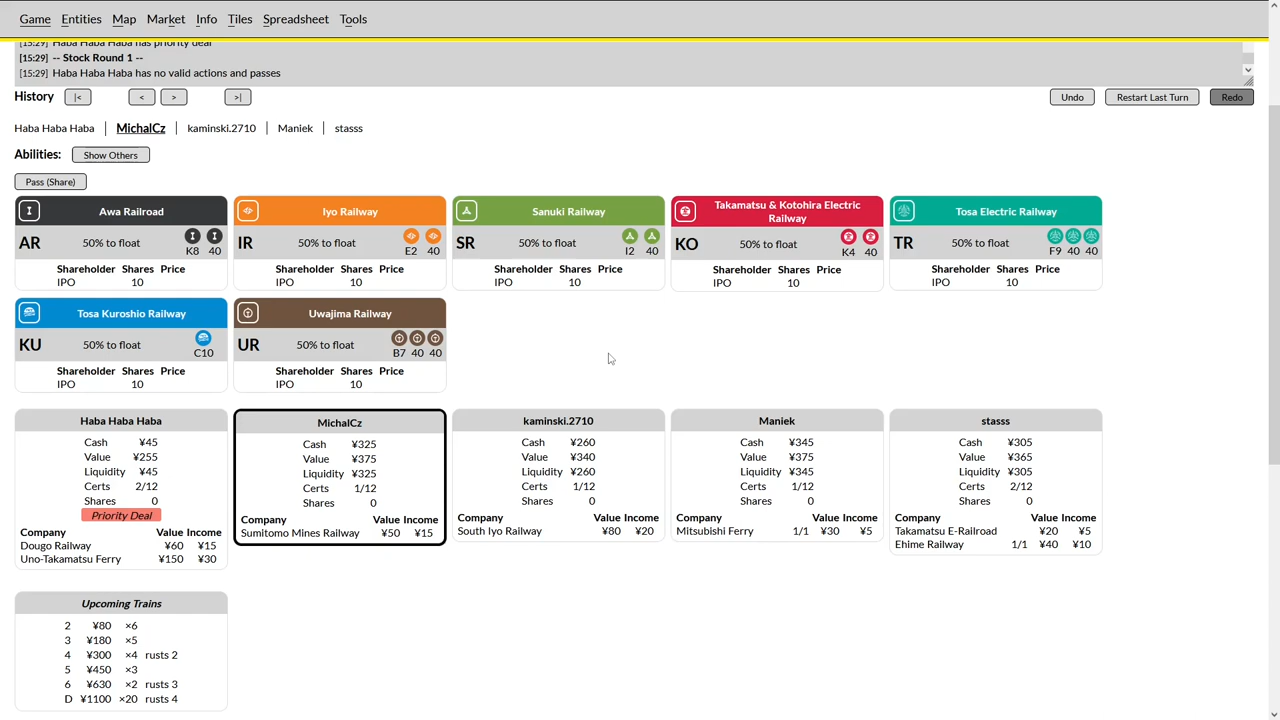 Game Entities Map Market Info Tiles Spreadsheet Tools
[15:29] Haba Haba Haba has priority deal
[15:29] -- Stock Round 1 --
[15:29] Haba Haba Haba has no valid actions and passes
History |< < > >| Undo Restart Last Turn Redo
Haba Haba Haba MichalCz kaminski.2710 Maniek stasss
Abilities: Show Others
Pass (Share)
Awa Railroad
AR 50% to float K8 40
Shareholder Shares Price
IPO 10
Iyo Railway
IR 50% to float E2 40
Shareholder Shares Price
IPO 10
Sanuki Railway
SR 50% to float I2 40
Shareholder Shares Price
IPO 10
Takamatsu & Kotohira Electric
Railway
KO 50% to float K4 40
Shareholder Shares Price
IPO 10
Tosa Electric Railway
TR 50% to float F9 40 40
Shareholder Shares Price
IPO 10
Tosa Kuroshio Railway
KU 50% to float C10
Shareholder Shares Price
IPO 10
Uwajima Railway
UR 50% to float B7 40 40
Shareholder Shares Price
IPO 10
Haba Haba Haba
Cash ¥45
Value ¥255
Liquidity ¥45
Certs 2/12
Shares 0
Priority Deal
Company Value Income
Dougo Railway ¥60 ¥15
Uno-Takamatsu Ferry ¥150 ¥30
MichalCz
Cash ¥325
Value ¥375
Liquidity ¥325
Certs 1/12
Shares 0
Company Value Income
Sumitomo Mines Railway ¥50 ¥15
kaminski.2710
Cash ¥260
Value ¥340
Liquidity ¥260
Certs 1/12
Shares 0
Company Value Income
South Iyo Railway ¥80 ¥20
Maniek
Cash ¥345
Value ¥375
Liquidity ¥345
Certs 1/12
Shares 0
Company Value Income
Mitsubishi Ferry 1/1 ¥30 ¥5
stasss
Cash ¥305
Value ¥365
Liquidity ¥305
Certs 2/12
Shares 0
Company Value Income
Takamatsu E-Railroad ¥20 ¥5
Ehime Railway 1/1 ¥40 ¥10
Upcoming Trains
2 ¥80 ×6
3 ¥180 ×5
4 ¥300 ×4 rusts 2
5 ¥450 ×3
6 ¥630 ×2 rusts 3
D ¥1100 ×20 rusts 4